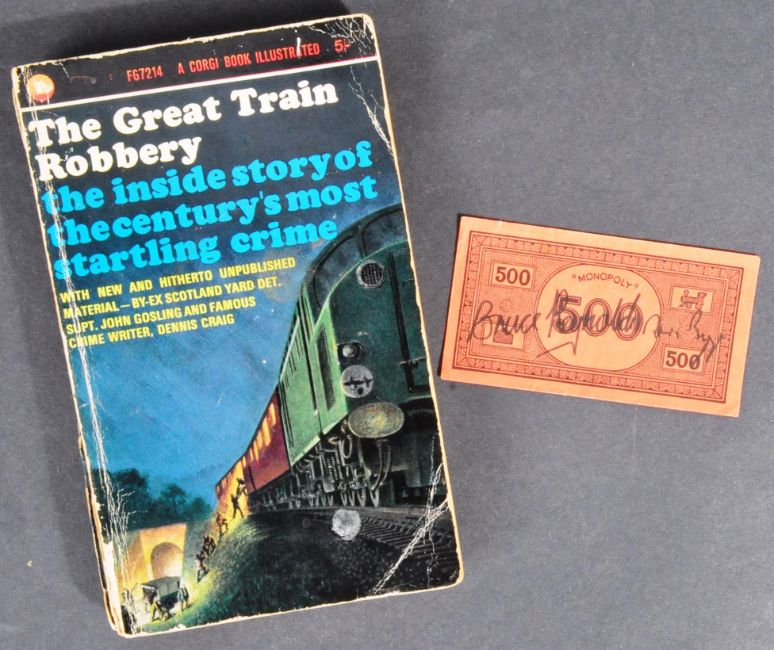 FG7214 A CORGI BOOK ILLUSTRATED 5/-
The Great Train
Robbery
the inside story of
the century's most
startling crime
WITH NEW AND HITHERTO UNPUBLISHED
MATERIAL—BY-EX SCOTLAND YARD DET.
SUPT. JOHN GOSLING AND FAMOUS
CRIME WRITER, DENNIS CRAIG
500
"MONOPOLY"
500
Bruce Reynolds
500